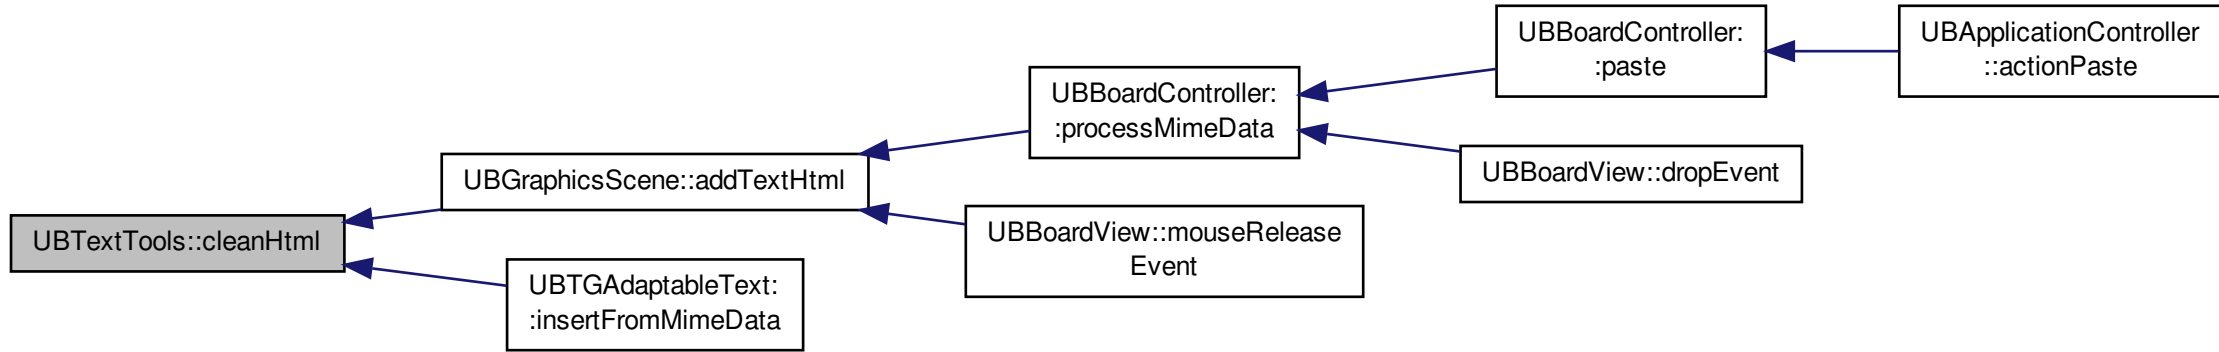 UBTextTools::cleanHtml
UBGraphicsScene::addTextHtml
UBTGAdaptableText:
:insertFromMimeData
UBBoardController:
:processMimeData
UBBoardView::mouseRelease
Event
UBBoardController:
:paste
UBBoardView::dropEvent
UBApplicationController
::actionPaste